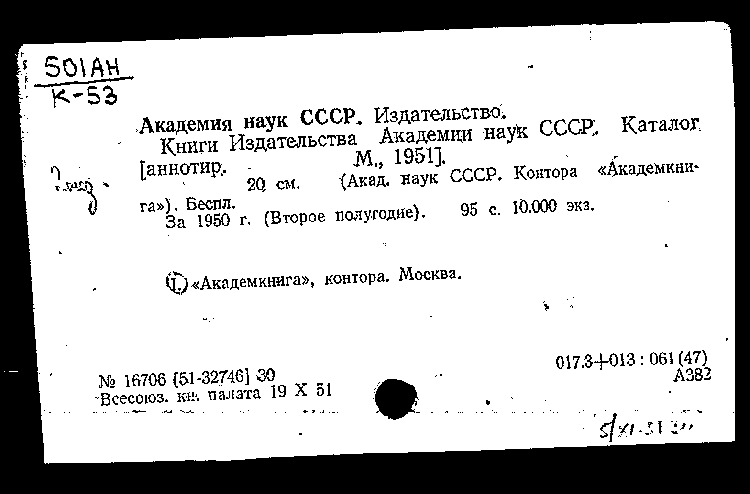 501АН
К-53
Академия наук СССР. Издательство.
Книги Издательства Академии наук СССР. Каталог
[аннотир. М., 1951].
20 см. (Акад. наук СССР. Контора «Академкни-
га»). Беспл.
За 1950 г. (Второе полугодие). 95 с. 10.000 экз.
1. «Академкнига», контора. Москва.
017.3+013 : 061 (47)
А382
№ 16706 [51-32746] 30
Всесоюз. кн. палата 19 X 51